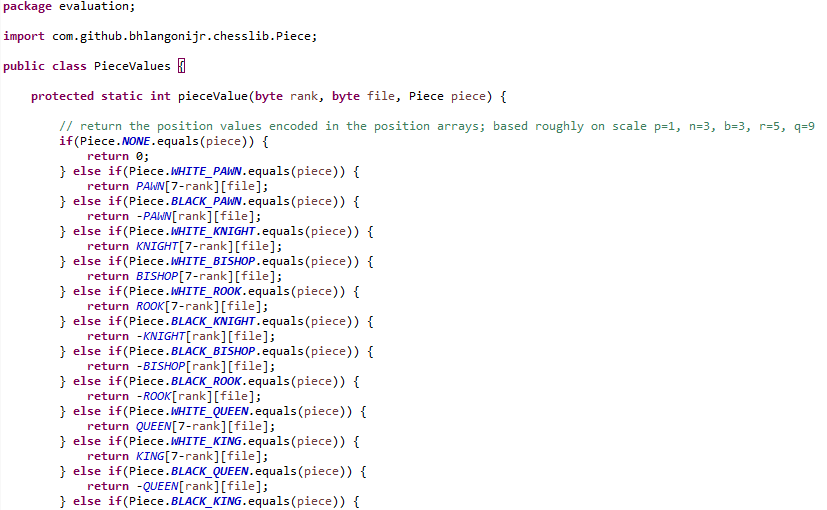 package evaluation;
import com.github.bhlangonijr.chesslib.Piece;
public class PieceValues {
    protected static int pieceValue(byte rank, byte file, Piece piece) {
        // return the position values encoded in the position arrays; based roughly on scale p=1, n=3, b=3, r=5, q=9
        if(Piece.NONE.equals(piece)) {
            return 0;
        } else if(Piece.WHITE_PAWN.equals(piece)) {
            return PAWN[7-rank][file];
        } else if(Piece.BLACK_PAWN.equals(piece)) {
            return -PAWN[rank][file];
        } else if(Piece.WHITE_KNIGHT.equals(piece)) {
            return KNIGHT[7-rank][file];
        } else if(Piece.WHITE_BISHOP.equals(piece)) {
            return BISHOP[7-rank][file];
        } else if(Piece.WHITE_ROOK.equals(piece)) {
            return ROOK[7-rank][file];
        } else if(Piece.BLACK_KNIGHT.equals(piece)) {
            return -KNIGHT[rank][file];
        } else if(Piece.BLACK_BISHOP.equals(piece)) {
            return -BISHOP[rank][file];
        } else if(Piece.BLACK_ROOK.equals(piece)) {
            return -ROOK[rank][file];
        } else if(Piece.WHITE_QUEEN.equals(piece)) {
            return QUEEN[7-rank][file];
        } else if(Piece.WHITE_KING.equals(piece)) {
            return KING[7-rank][file];
        } else if(Piece.BLACK_QUEEN.equals(piece)) {
            return -QUEEN[rank][file];
        } else if(Piece.BLACK_KING.equals(piece)) {